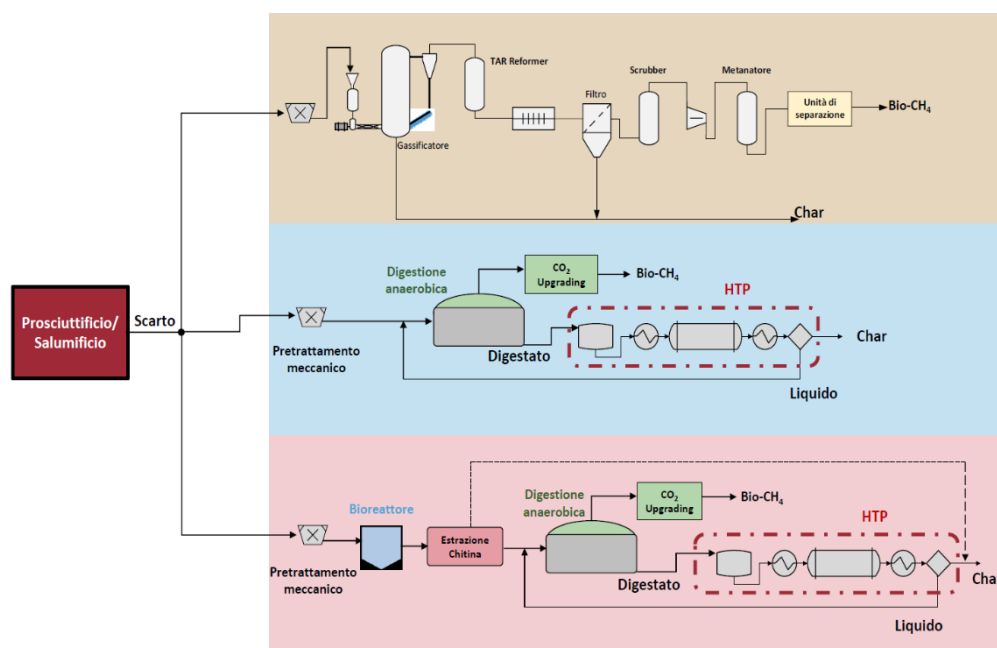 TAR Reformer
Scrubber
Metanatore
Filtro
Unità di
separazione
Bio-CH4
Gassificatore
Char
Prosciuttificio/
Salumificio
Scarto
Digestione
anaerobica
CO2
Upgrading
Bio-CH4
HTP
Pretrattamento
meccanico
Digestato
Char
Liquido
Bioreattore
Estrazione
Chitina
Digestione
anaerobica
CO2
Upgrading
Bio-CH4
HTP
Pretrattamento
meccanico
Digestato
Cha
Liquido